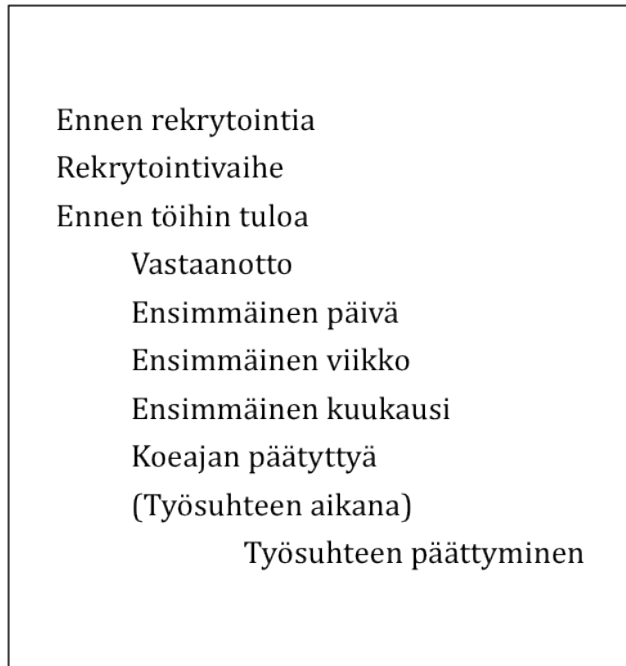 Ennen rekrytointia
Rekrytointivaihe
Ennen töihin tuloa
Vastaanotto
Ensimmäinen päivä
Ensimmäinen viikko
Ensimmäinen kuukausi
Koeajan päätyttyä
(Työsuhteen aikana)
Työsuhteen päättyminen